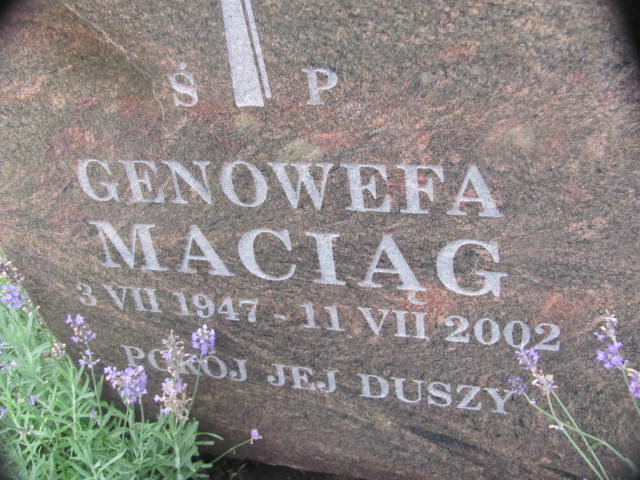 Ś P
GENOWEFA
MACIĄG
3 VII 1947 - 11 VII 2002
POKÓJ JEJ DUSZY